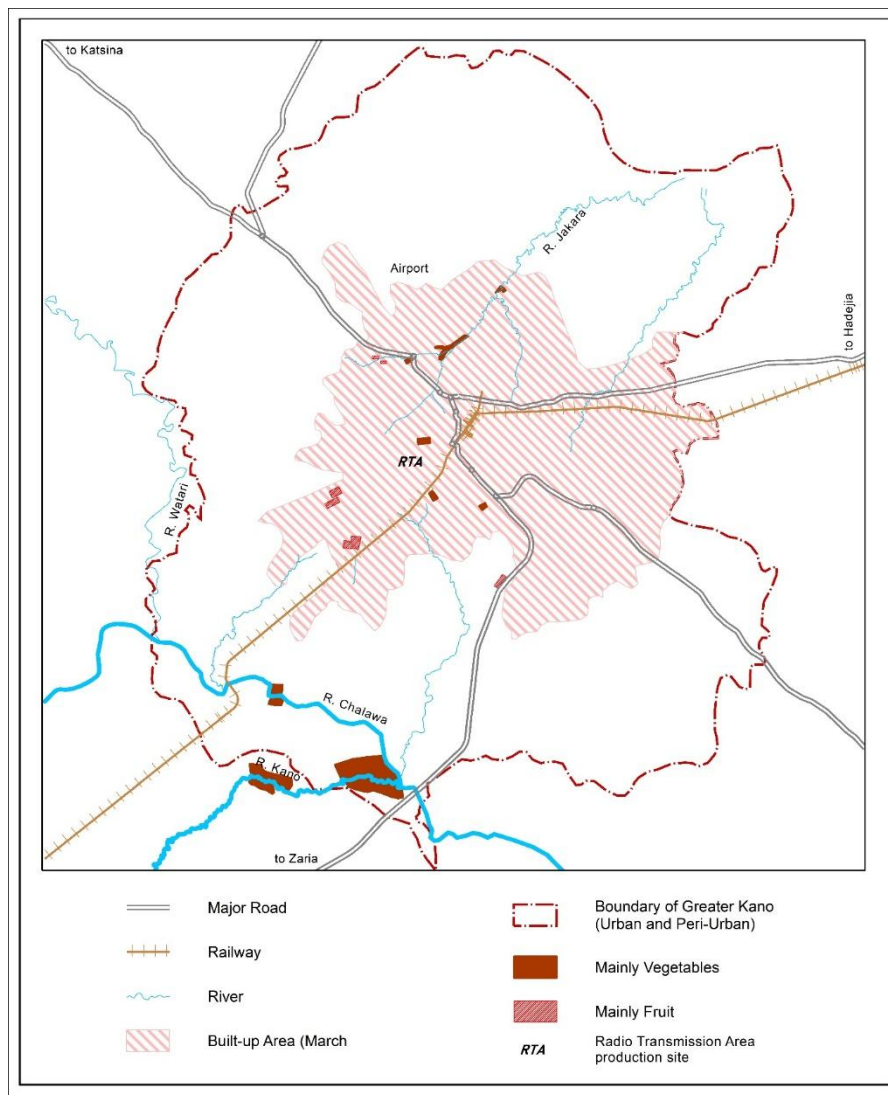 to Katsina
R. Jakara
Airport
to Hadejia
RTA
R. Watari
R. Chalawa
R. Kano
to Zaria
Major Road
Railway
River
Built-up Area (March
Boundary of Greater Kano
(Urban and Peri-Urban)
Mainly Vegetables
Mainly Fruit
RTA
Radio Transmission Area
production site